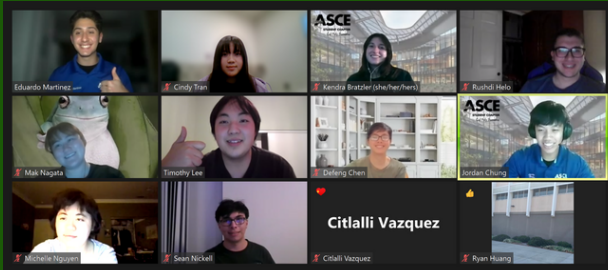 ASCE
Eduardo Martinez
Cindy Tran
Kendra Bratzler (she/her/hers)
Rushdi Helo
ASCE
Mak Nagata
Timothy Lee
Defeng Chen
Jordan Chung
Citlalli Vazquez
Michelle Nguyen
Sean Nickell
Citlalli Vazquez
Ryan Huang